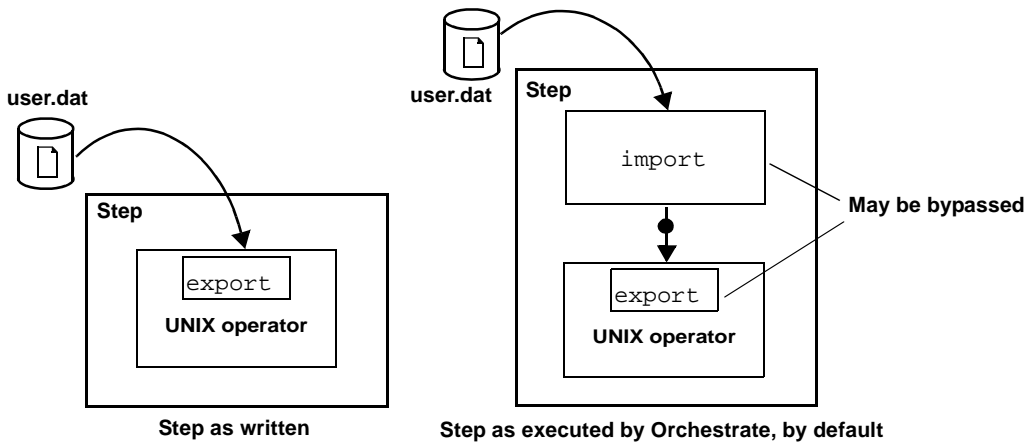 user.dat
Step
export
UNIX operator
Step as written
user.dat
Step
import
May be bypassed
export
UNIX operator
Step as executed by Orchestrate, by default